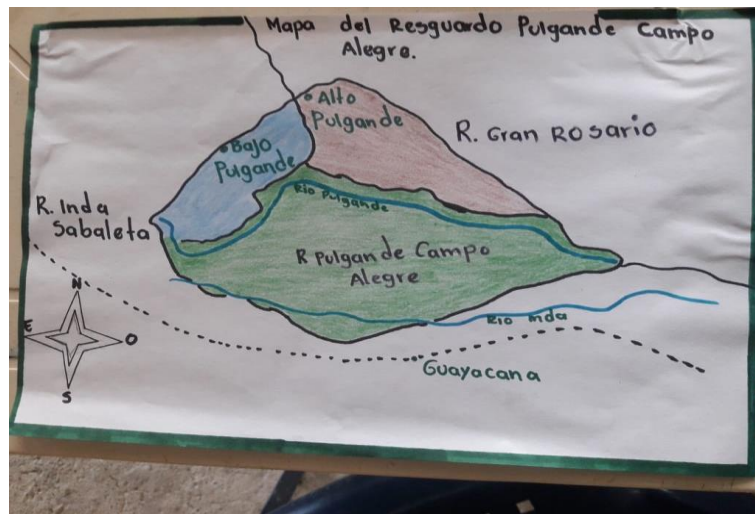 Mapa del Resguardo Pulgande Campo
Alegre.
Alto
Pulgande
R. Gran Rosario
Bajo
Pulgande
Rio Pulgande
R. Inda
Sabaleta
R Pulgande Campo
Alegre
N
E
O
S
Rio Inda
Guayacana